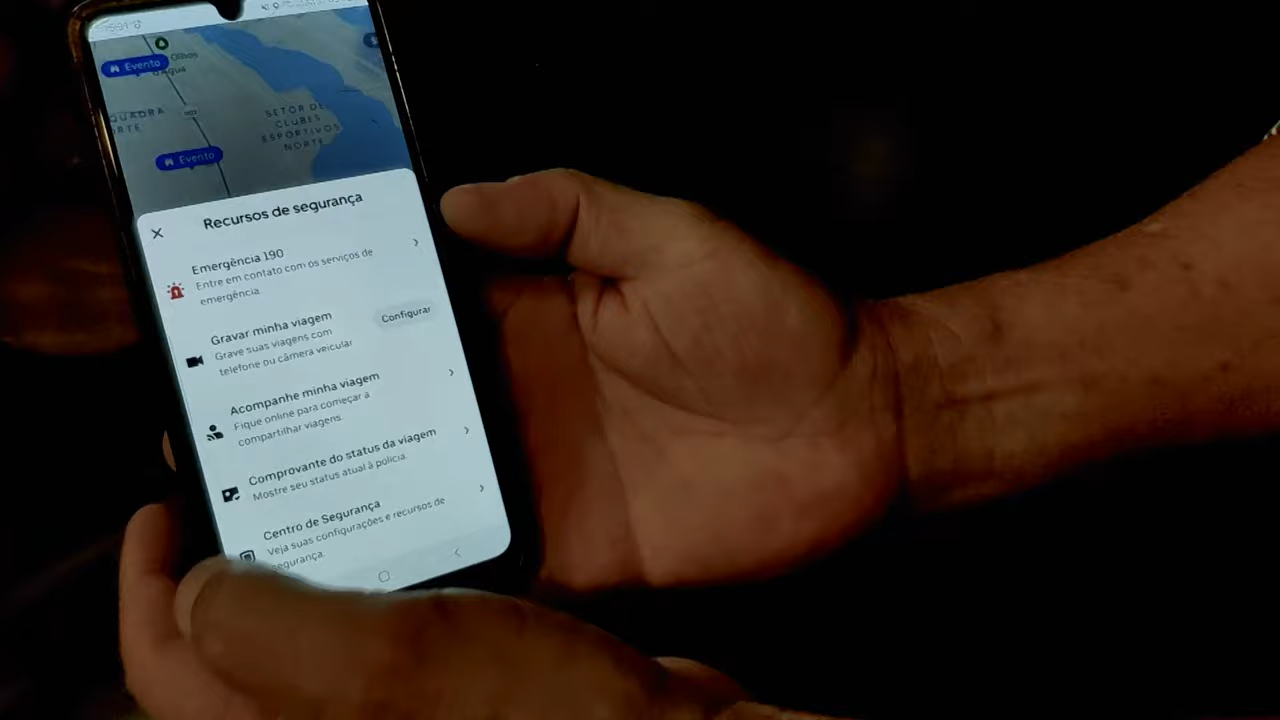 Evento
Olhos
d'Água
QUADRA
SETOR DE
CLUBES
ESPORTIVOS
NORTE
Evento
Recursos de segurança
Emergência 190
Entre em contato com os serviços de
emergência.
Gravar minha viagem
Configurar
Grave suas viagens com
telefone ou câmera veicular
Acompanhe minha viagem
Fique online para começar a
compartilhar viagens.
Comprovante do status da viagem
Mostre seu status atual à polícia.
Centro de Segurança
Veja suas configurações e recursos de
segurança.